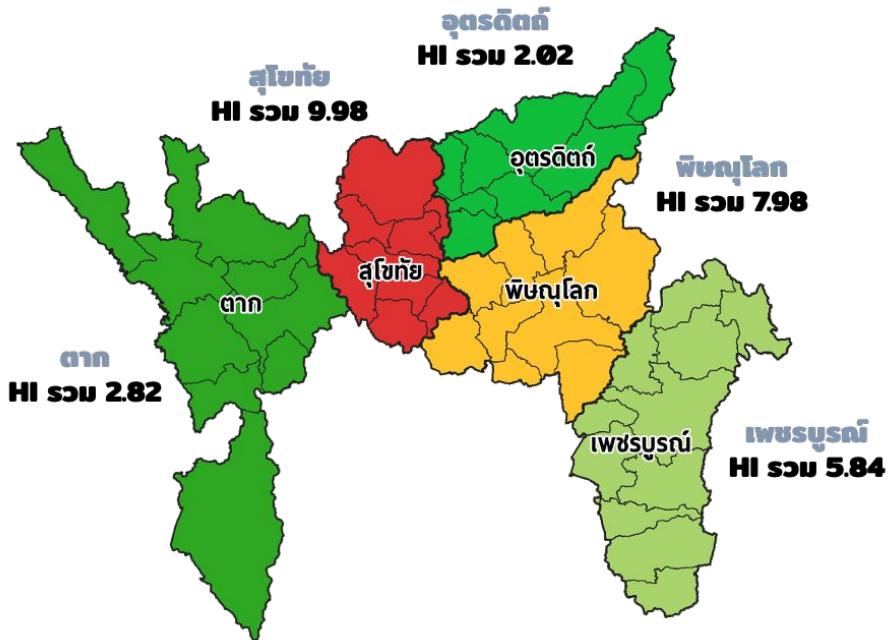 อุตรดิตถ์
HI รวม 2.02
สุโขทัย
HI รวม 9.98
อุตรดิตถ์
พิษณุโลก
HI รวม 7.98
สุโขทัย
พิษณุโลก
ตาก
ตาก
HI รวม 2.82
เพชรบูรณ์
เพชรบูรณ์
HI รวม 5.84